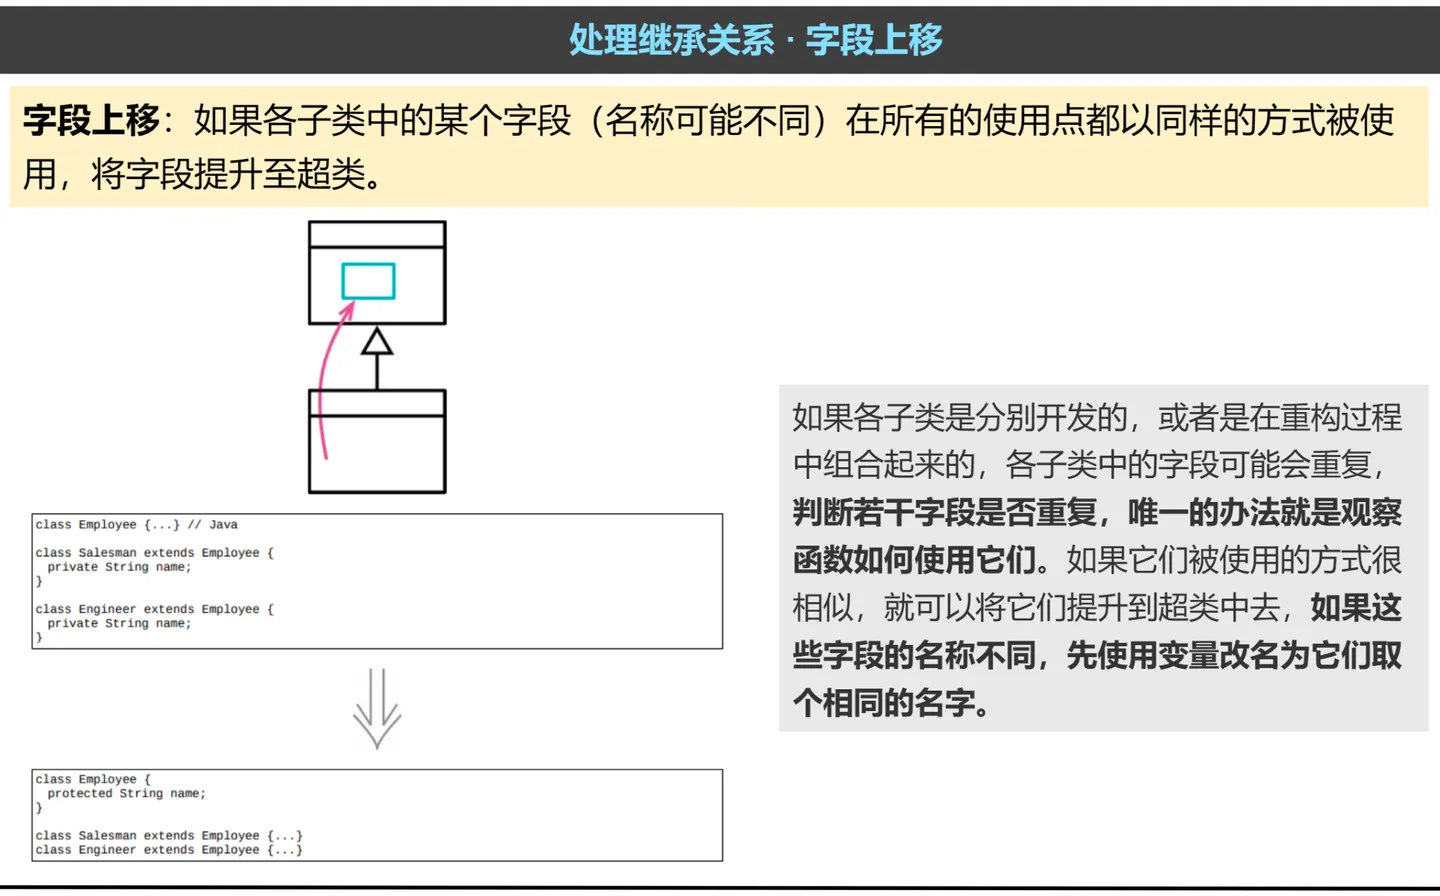 处理继承关系 · 字段上移
字段上移：如果各子类中的某个字段（名称可能不同）在所有的使用点都以同样的方式被使
用，将字段提升至超类。
class Employee {...} // Java
class Salesman extends Employee {
private String name;
}
class Engineer extends Employee {
private String name;
}
class Employee {
protected String name;
}
class Salesman extends Employee {...}
class Engineer extends Employee {...}
如果各子类是分别开发的，或者是在重构过程
中组合起来的，各子类中的字段可能会重复，
判断若干字段是否重复，唯一的办法就是观察
函数如何使用它们。如果它们被使用的方式很
相似，就可以将它们提升到超类中去，如果这
些字段的名称不同，先使用变量改名为它们取
个相同的名字。